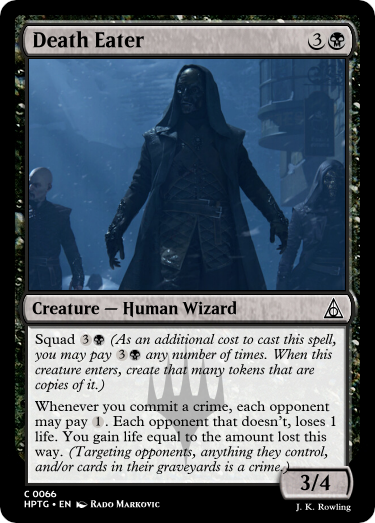 Death Eater 3
Creature — Human Wizard
Squad 3 (As an additional cost to cast this spell,
you may pay 3 any number of times. When this
creature enters, create that many tokens that are
copies of it.)
Whenever you commit a crime, each opponent
may pay 1. Each opponent that doesn't, loses 1
life. You gain life equal to the amount lost this
way. (Targeting opponents, anything they control,
and/or cards in their graveyards is a crime.)
3/4
C 0066
HPTG • EN Rado Markovic
J. K. Rowling